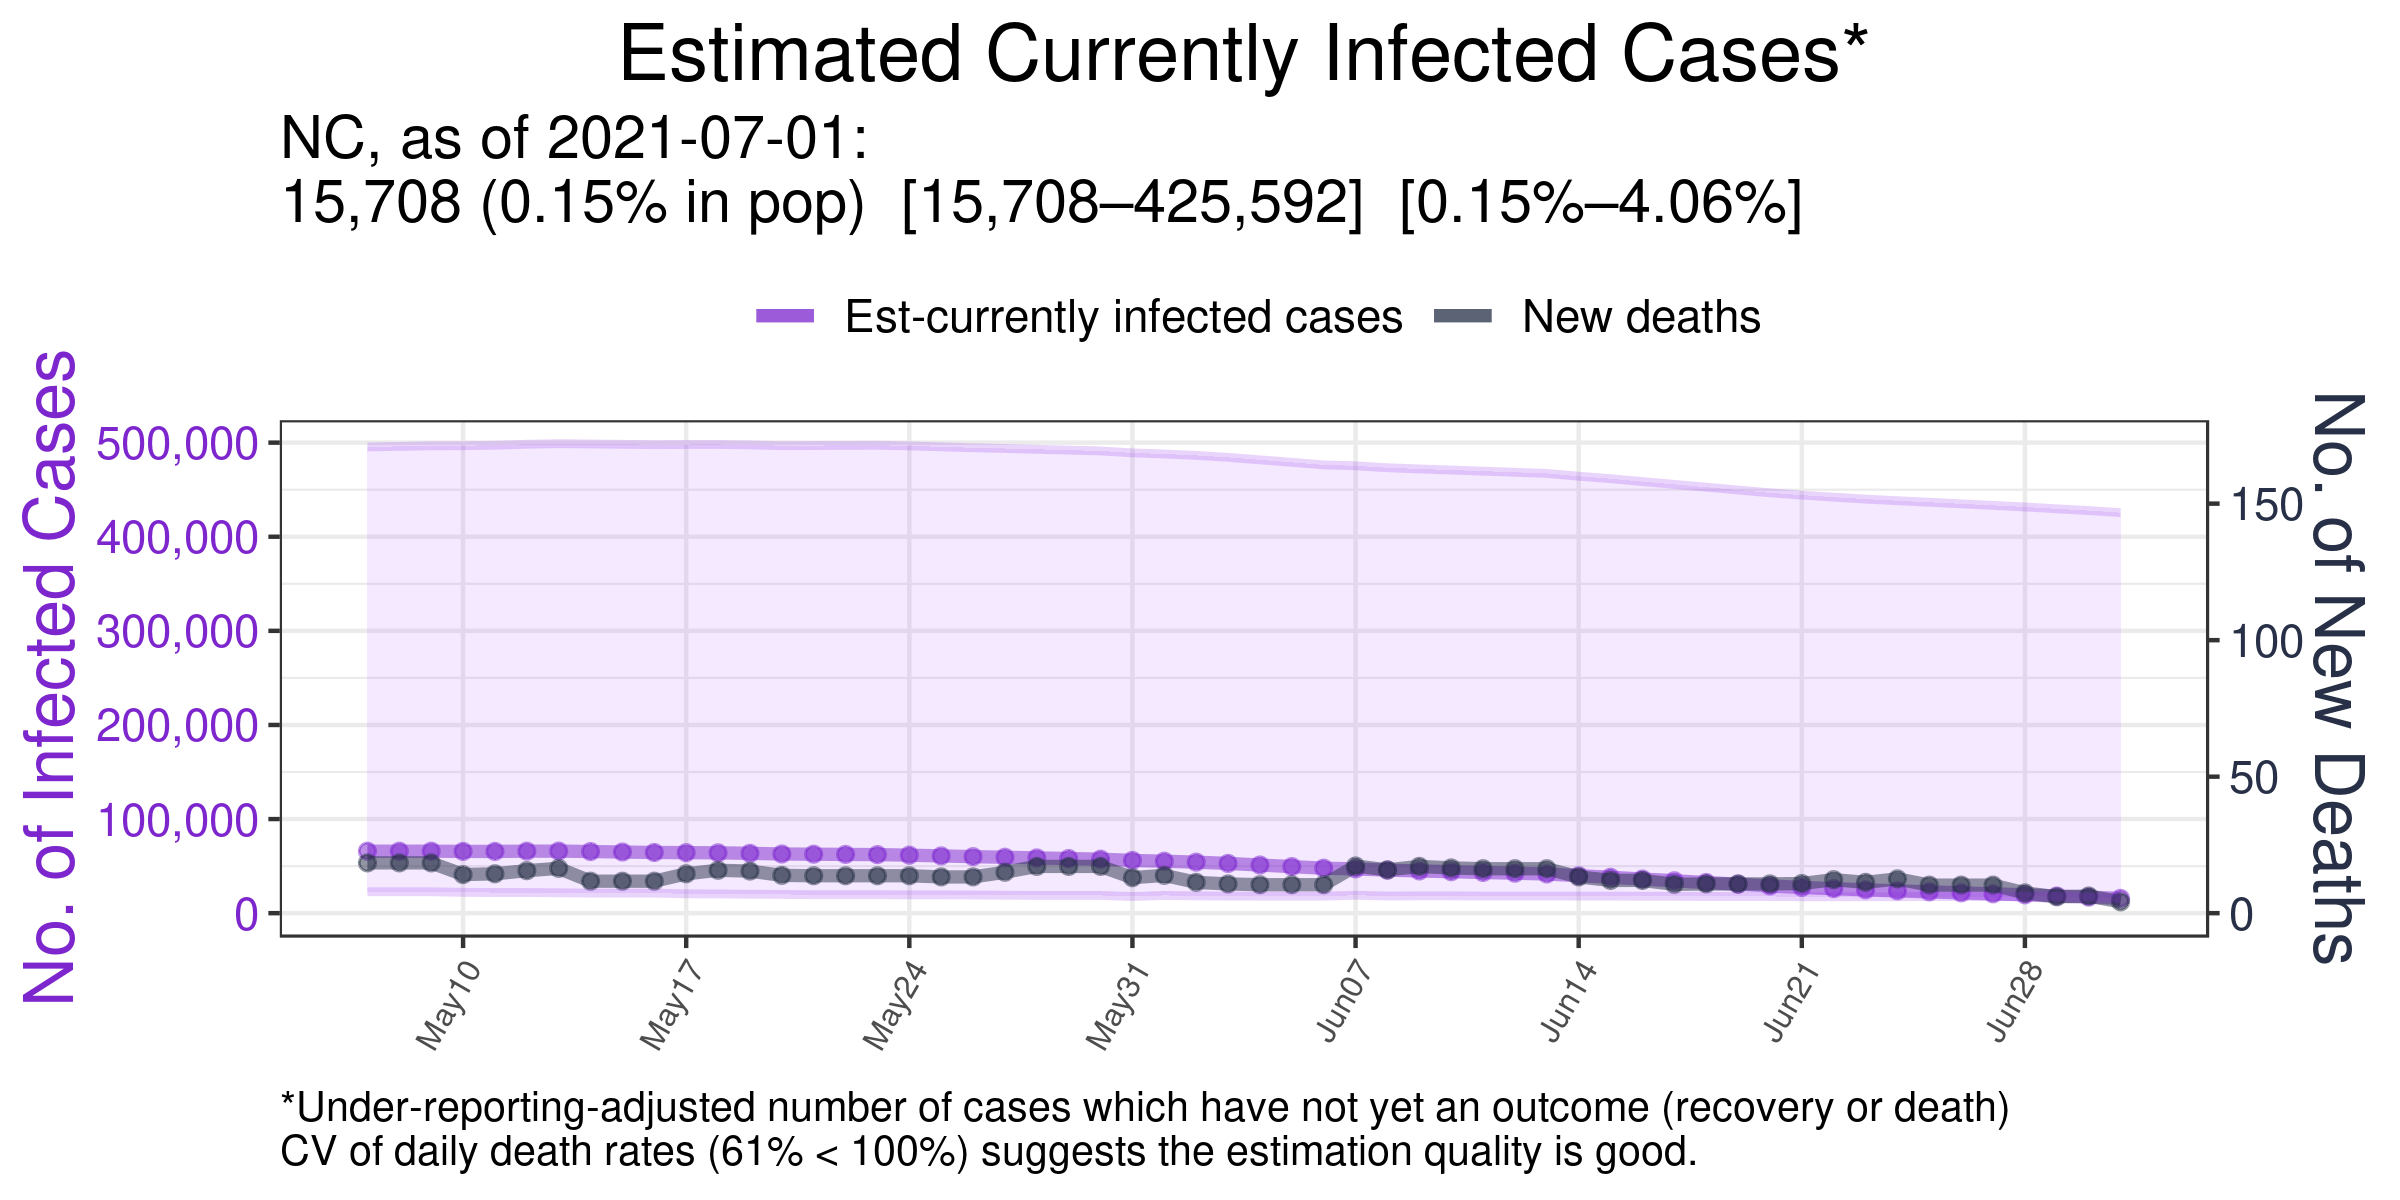 Estimated Currently Infected Cases*
NC, as of 2021-07-01:
15,708 (0.15% in pop)  [15,708–425,592]  [0.15%–4.06%]
Est-currently infected cases
New deaths
No. of Infected Cases
500,000
400,000
300,000
200,000
100,000
0
150
100
50
0
No. of New Deaths
May10
May17
May24
May31
Jun07
Jun14
Jun21
Jun28
*Under-reporting-adjusted number of cases which have not yet an outcome (recovery or death)
CV of daily death rates (61% < 100%) suggests the estimation quality is good.